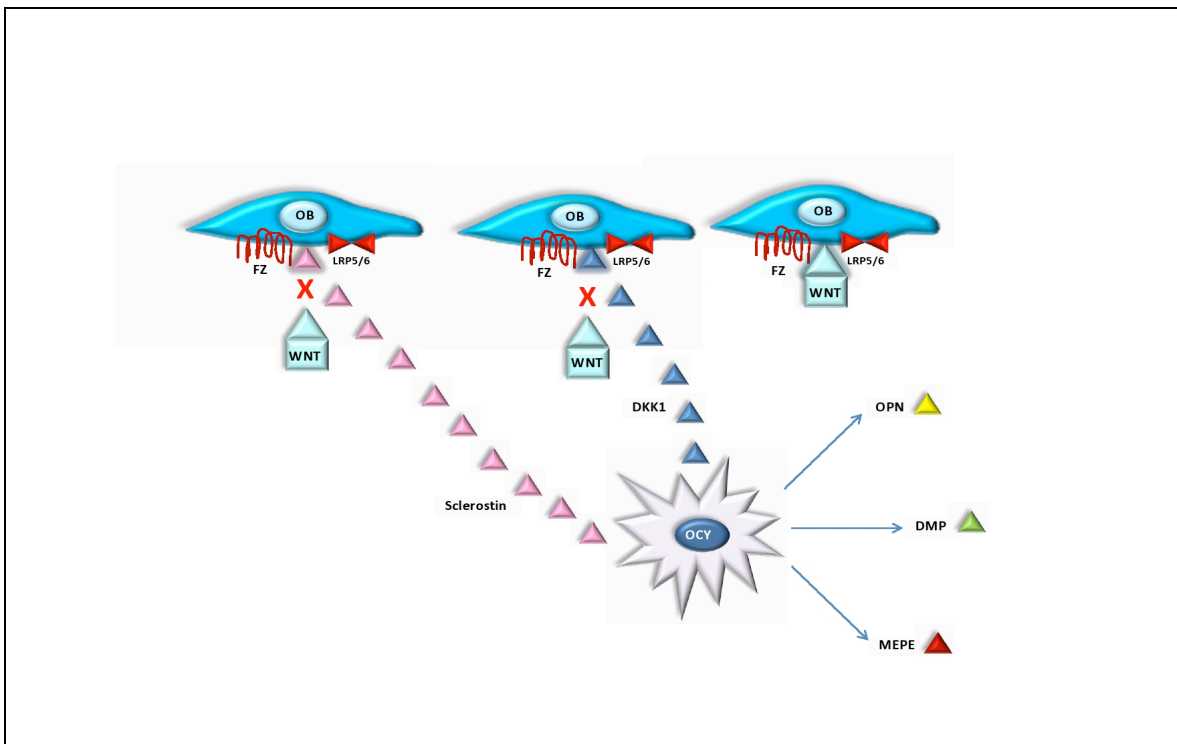 OB
OB
OB
FZ
LRP5/6
FZ
LRP5/6
FZ
LRP5/6
X
X
WNT
WNT
WNT
DKK1
OPN
Sclerostin
OCY
DMP
MEPE